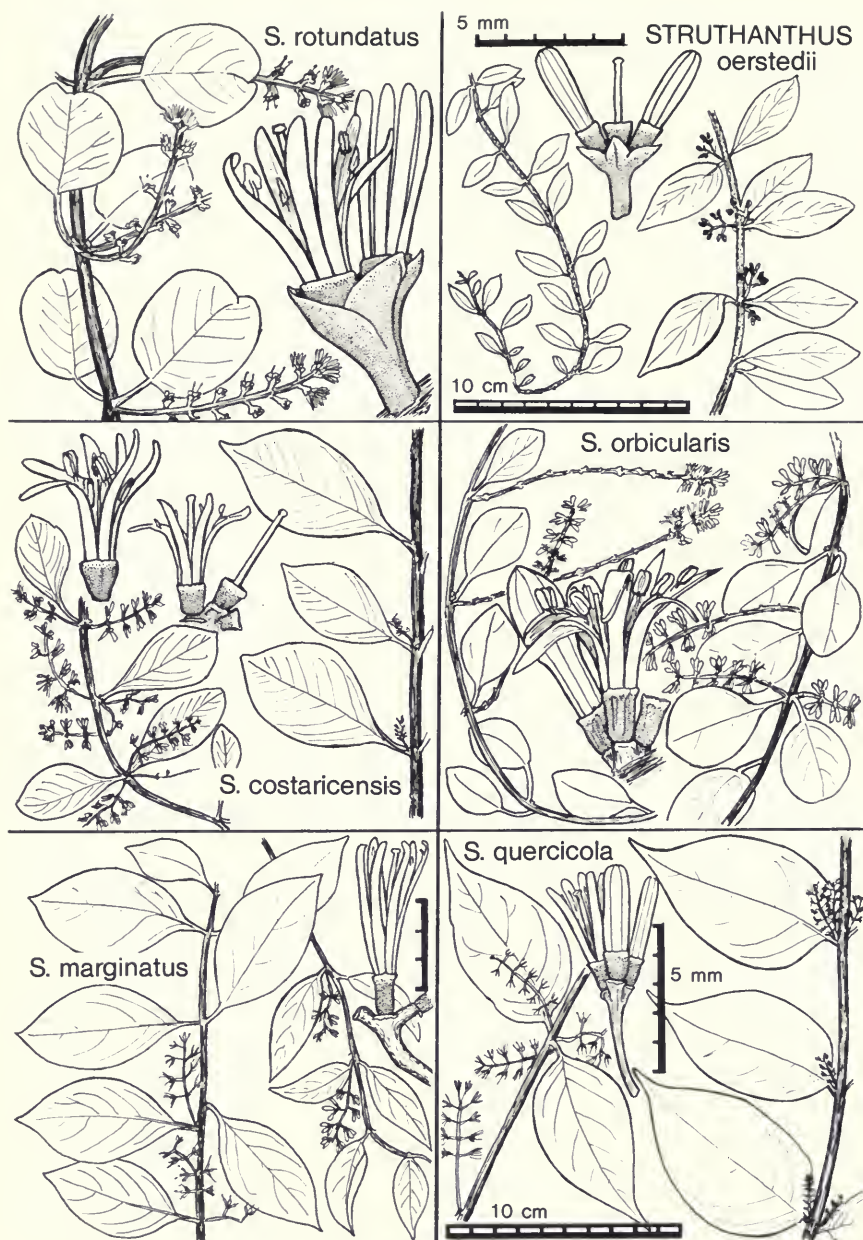 S. rotundatus
5 mm
STRUTHANTHUS
oerstedii
10 cm
S. costaricensis
S. orbicularis
S. marginatus
S. quercicola
5 mm
10 cm